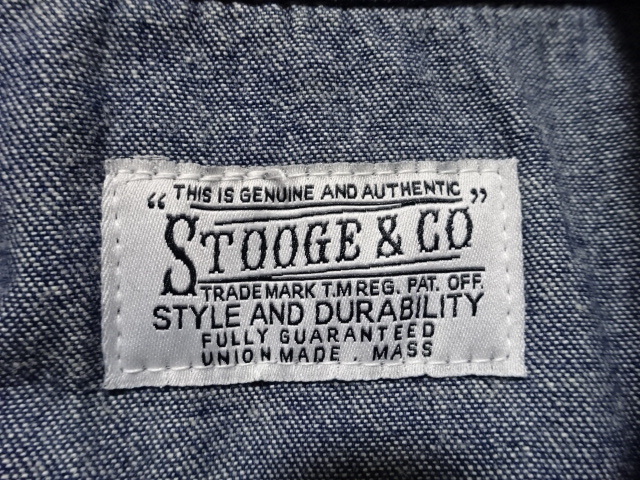 THIS IS GENUINE AND AUTHENTIC
"STOOGE & CO"
TRADEMARK T.M REG. PAT. OFF.
STYLE AND DURABILITY
FULLY GUARANTEED
UNION MADE . MASS